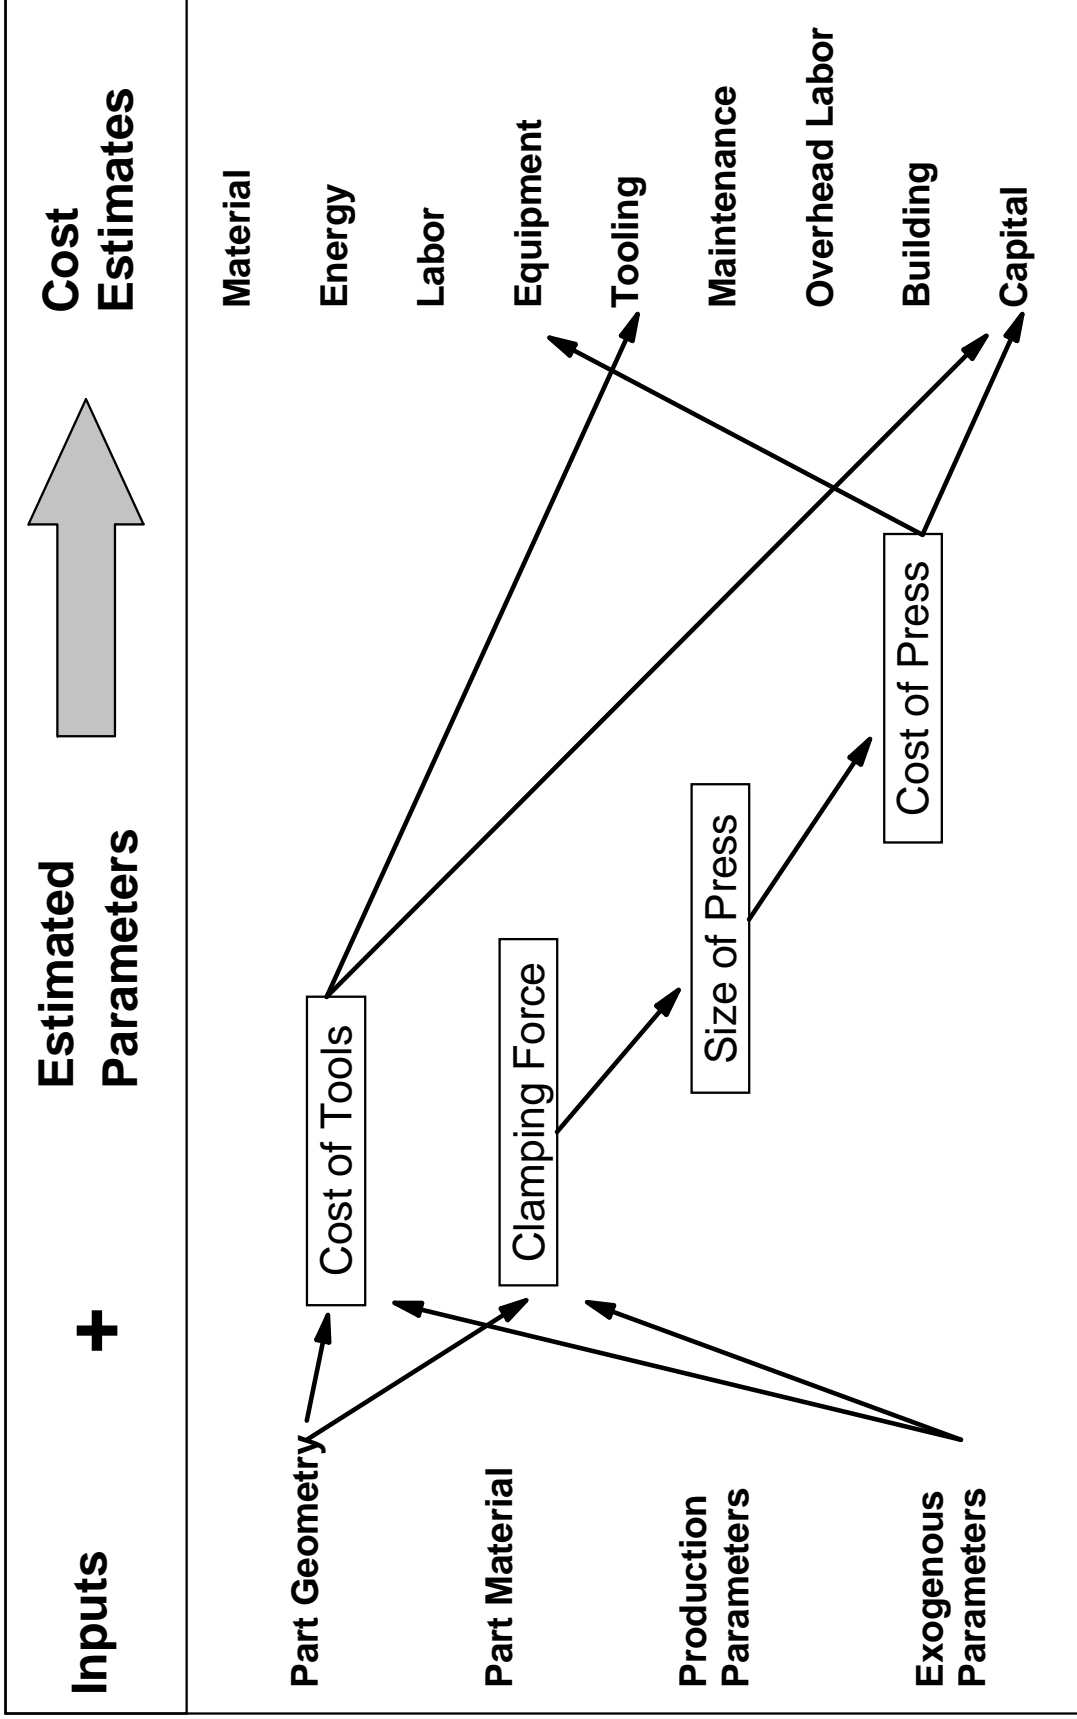 Inputs
+
Estimated
Parameters
Cost
Estimates
Part Geometry
Part Material
Production
Parameters
Exogenous
Parameters
Cost of Tools
Clamping Force
Size of Press
Cost of Press
Material
Energy
Labor
Equipment
Tooling
Maintenance
Overhead Labor
Building
Capital